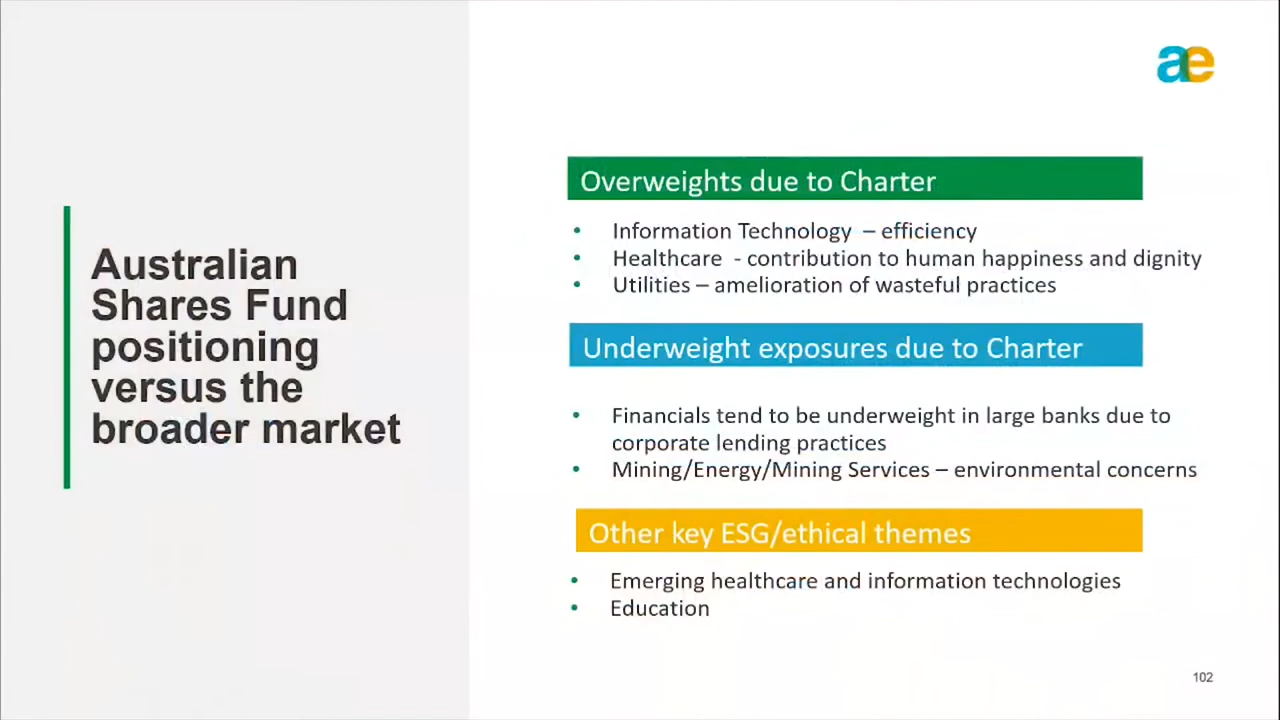 ae
Australian
Shares Fund
positioning
versus the
broader market
Overweights due to Charter
• Information Technology – efficiency
• Healthcare - contribution to human happiness and dignity
• Utilities – amelioration of wasteful practices
Underweight exposures due to Charter
• Financials tend to be underweight in large banks due to
corporate lending practices
• Mining/Energy/Mining Services – environmental concerns
Other key ESG/ethical themes
• Emerging healthcare and information technologies
• Education
102